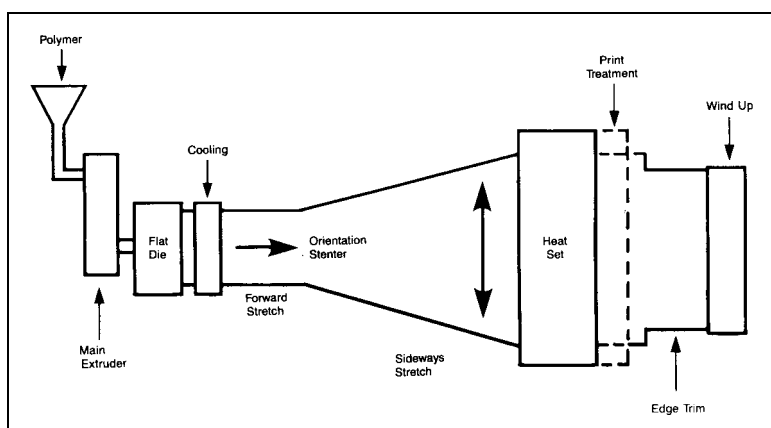 Polymer
Print
Treatment
Wind Up
Cooling
Flat
Die
Orientation
Stenter
Heat
Set
Forward
Stretch
Main
Extruder
Sideways
Stretch
Edge Trim